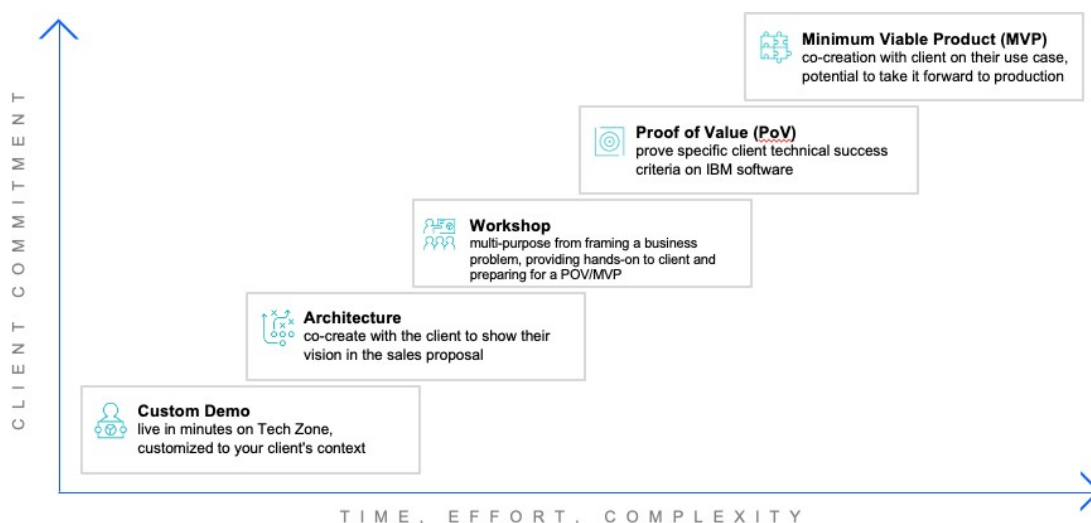 Minimum Viable Product (MVP)
co-creation with client on their use case,
potential to take it forward to production
Proof of Value (PoV)
prove specific client technical success
criteria on IBM software
Workshop
multi-purpose from framing a business
problem, providing hands-on to client and
preparing for a POV/MVP
Architecture
co-create with the client to show their
vision in the sales proposal
Custom Demo
live in minutes on Tech Zone,
customized to your client's context
CLIENT COMMITMENT
TIME, EFFORT, COMPLEXITY